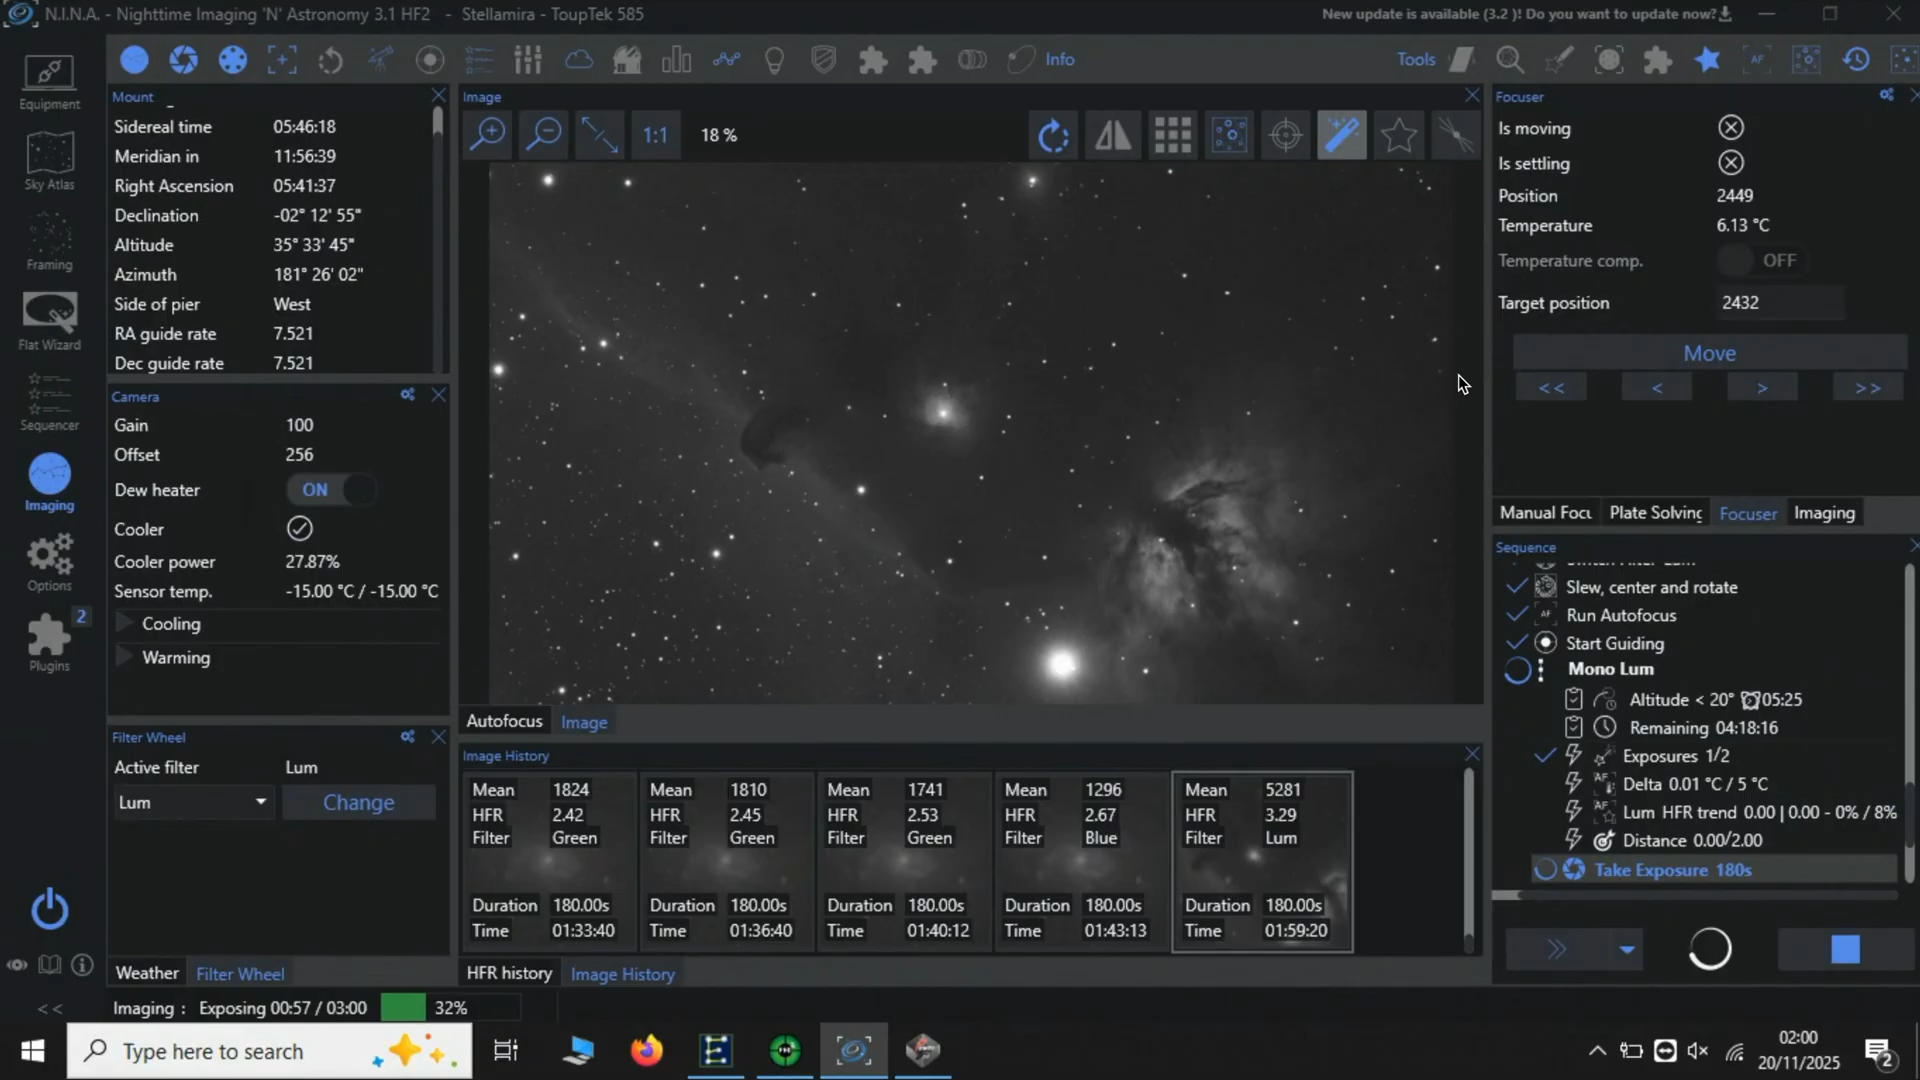 N.I.N.A. - Nighttime Imaging 'N' Astronomy 3.1 HF2 - Stellamira - ToupTek 585
New update is available (3.2 )! Do you want to update now?
Info
Tools
AF
Equipment
Sky Atlas
Framing
Flat Wizard
Sequencer
Imaging
Options
2
Plugins
<<
Mount
Sidereal time 05:46:18
Meridian in 11:56:39
Right Ascension 05:41:37
Declination -02° 12' 55"
Altitude 35° 33' 45"
Azimuth 181° 26' 02"
Side of pier West
RA guide rate 7.521
Dec guide rate 7.521
Camera
Gain 100
Offset 256
Dew heater ON
Cooler
Cooler power 27.87%
Sensor temp. -15.00 °C / -15.00 °C
Cooling
Warming
Filter Wheel
Active filter Lum
Lum Change
Weather Filter Wheel
Image
1:1 18 %
Autofocus Image
Image History
Mean 1824
HFR 2.42
Filter Green
Duration 180.00s
Time 01:33:40
Mean 1810
HFR 2.45
Filter Green
Duration 180.00s
Time 01:36:40
Mean 1741
HFR 2.53
Filter Green
Duration 180.00s
Time 01:40:12
Mean 1296
HFR 2.67
Filter Blue
Duration 180.00s
Time 01:43:13
Mean 5281
HFR 3.29
Filter Lum
Duration 180.00s
Time 01:59:20
HFR history Image History
Focuser
Is moving
Is settling
Position 2449
Temperature 6.13 °C
Temperature comp. OFF
Target position 2432
Move
<< < > >>
Manual Focu Plate Solving Focuser Imaging
Sequence
Switch Filter Lum
Slew, center and rotate
AF Run Autofocus
Start Guiding
Mono Lum
Altitude < 20° 05:25
Remaining 04:18:16
Exposures 1/2
AF Delta 0.01 °C / 5 °C
AF Lum HFR trend 0.00 | 0.00 - 0% / 8%
Distance 0.00/2.00
Take Exposure 180s
Imaging : Exposing 00:57 / 03:00 32%
Type here to search
02:00
20/11/2025
2